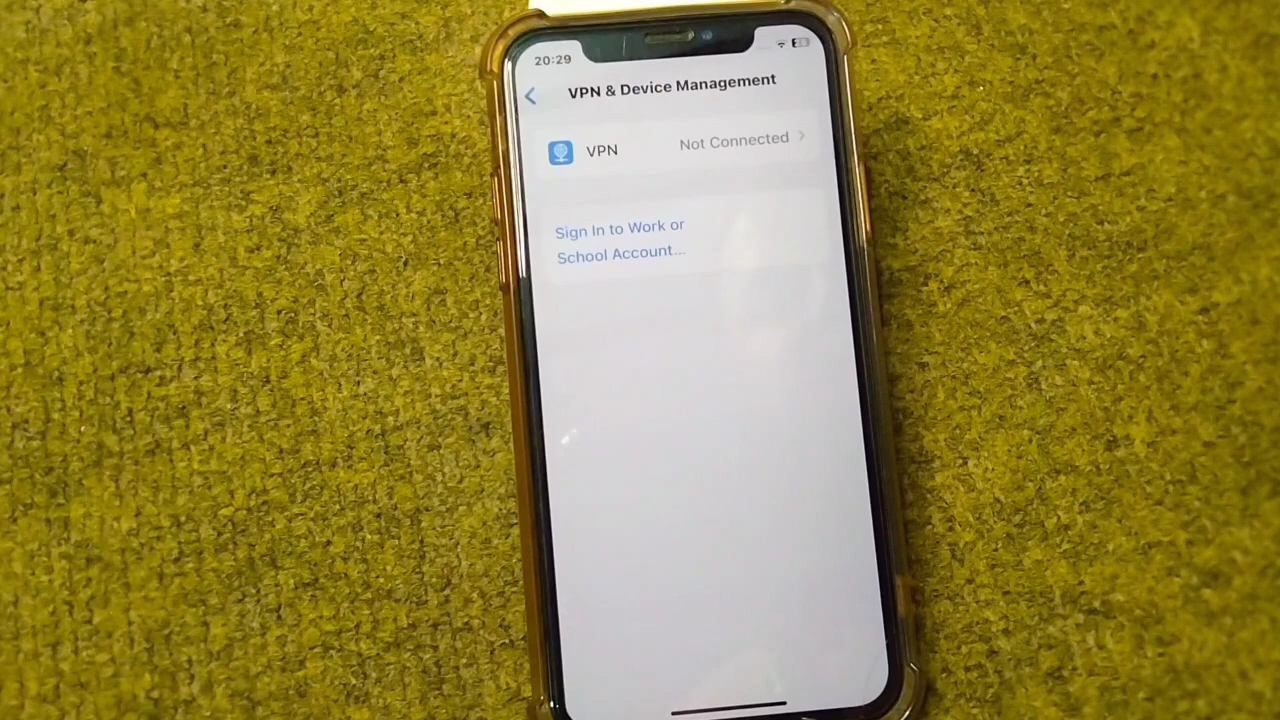 20:29
VPN & Device Management
VPN Not Connected
Sign In to Work or
School Account...